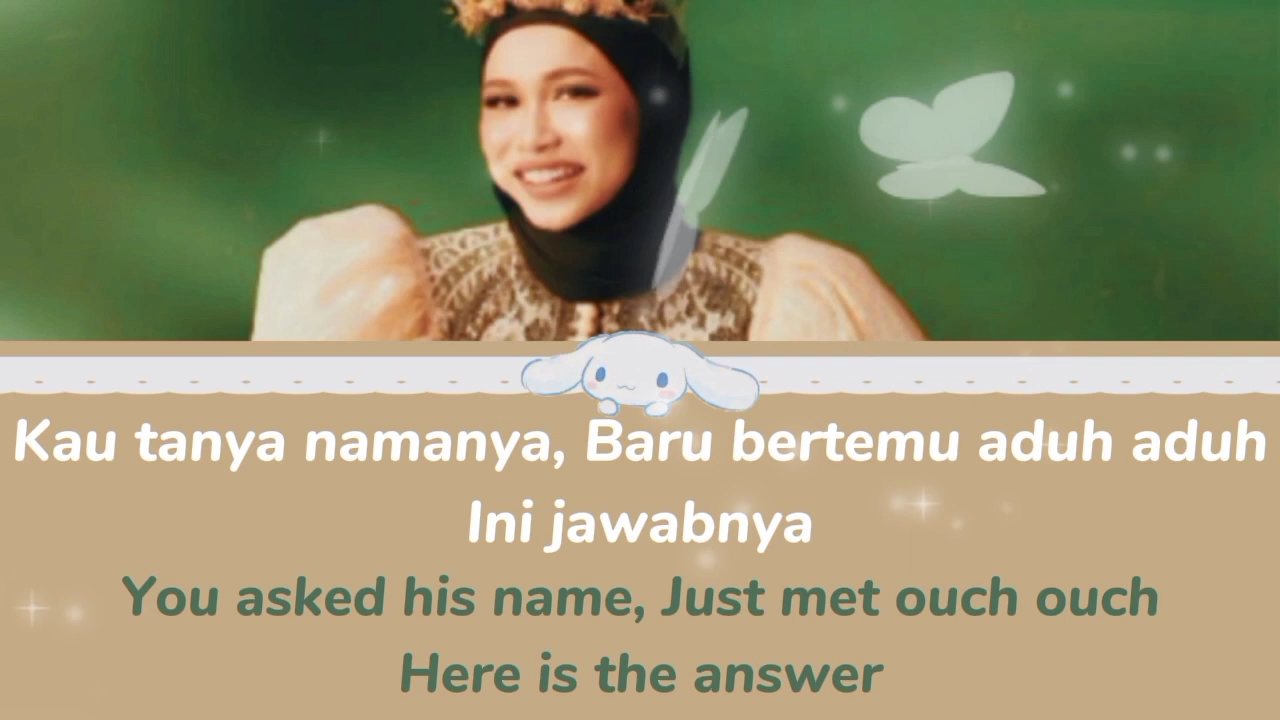 Kau tanya namanya, Baru bertemu aduh aduh
Ini jawabnya
You asked his name, Just met ouch ouch
Here is the answer